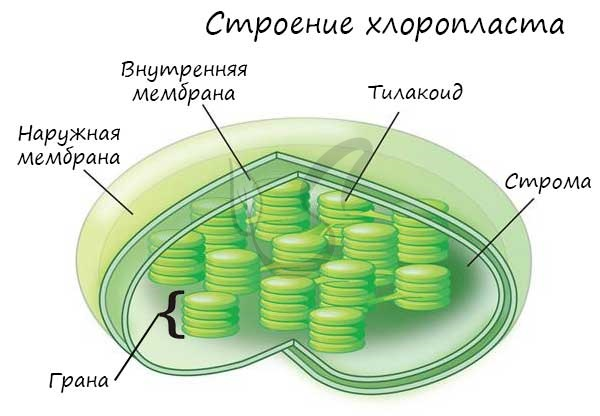 Строение хлоропласта
Внутренняя
мембрана
Тилакоид
Наружная
мембрана
Строма
Грана